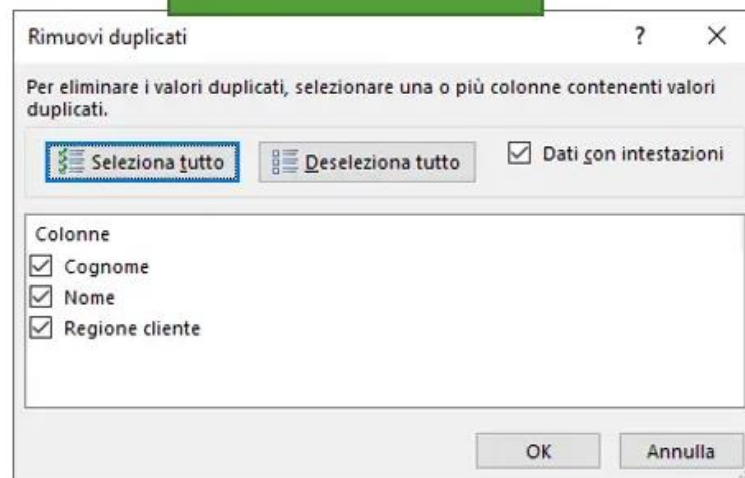 Rimuovi duplicati
?
Per eliminare i valori duplicati, selezionare una o più colonne contenenti valori
duplicati.
Seleziona tutto
Deseleziona tutto
Dati con intestazioni
Colonne
Cognome
Nome
Regione cliente
OK
Annulla